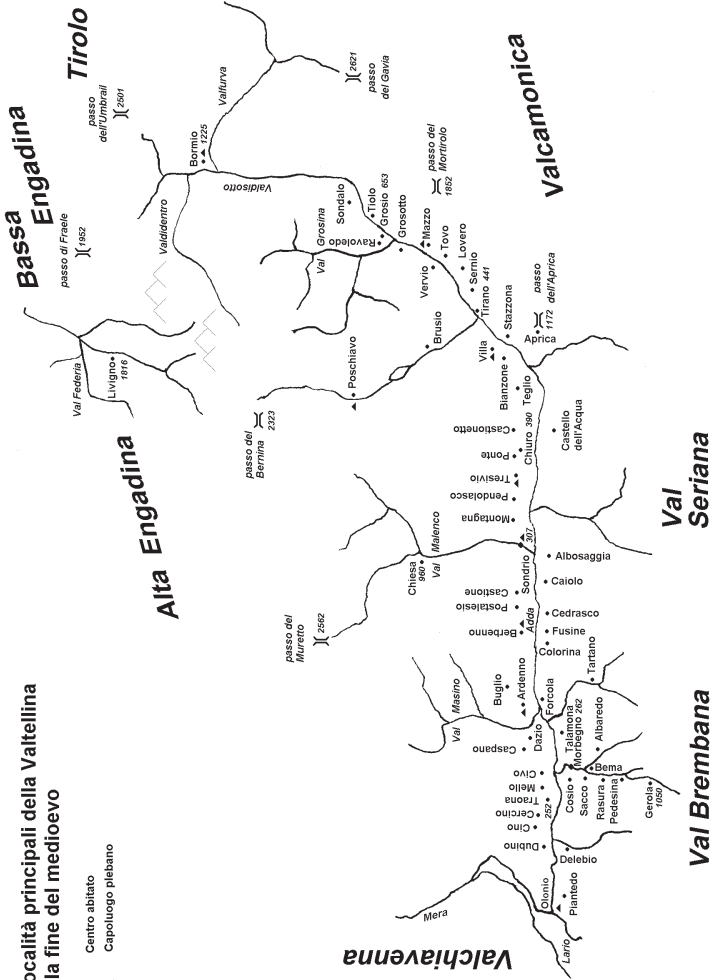 ocalità principali della Valtellina
la fine del medioevo
Centro abitato
Capoluogo plebano
Tirolo
Bassa
Engadina
Alta Engadina
Valcamonica
Val
Seriana
Val Brembana
Valchiavenna
passo
dell'Umbrail
2501
2621
passo
del Gavia
Valfurva
Bormio
1225
Valdidentro
Valdisotto
passo di Fraele
1952
Val Federia
Livigno
1816
Sondalo
Tiolo
Grosio 653
Grosotto
Ravoledo
Val Grosina
passo del
Mortirolo
1852
Mazzo
Tovo
Vervio
Lovero
Sernio
Tirano 441
Stazzona
passo
dell'Aprica
1172
Aprica
Brusio
Poschiavo
passo del
Bernina
2323
Villa
Bianzone
Teglio
Castionetto
Chiuro 390
Castello
dell'Acqua
Ponte
Tresivio
Pendolasco
Montagna
307
Sondrio
Val Malenco
Chiesa
960
passo del
Muretto
2562
Albosaggia
Caiolo
Castione
Postalesio
Berbenno
Adda
Cedrasco
Fusine
Colorina
Tartano
Buglio
Ardenno
Val Masino
Forcola
Dazio
Caspano
Talamona
Morbegno 262
Albaredo
Bema
Civo
Mello
Traona
252
Cercino
Cino
Dubino
Cosio
Sacco
Rasura
Pedesina
Gerola
1050
Delebio
Olonio
Piantedo
Mera
Lario